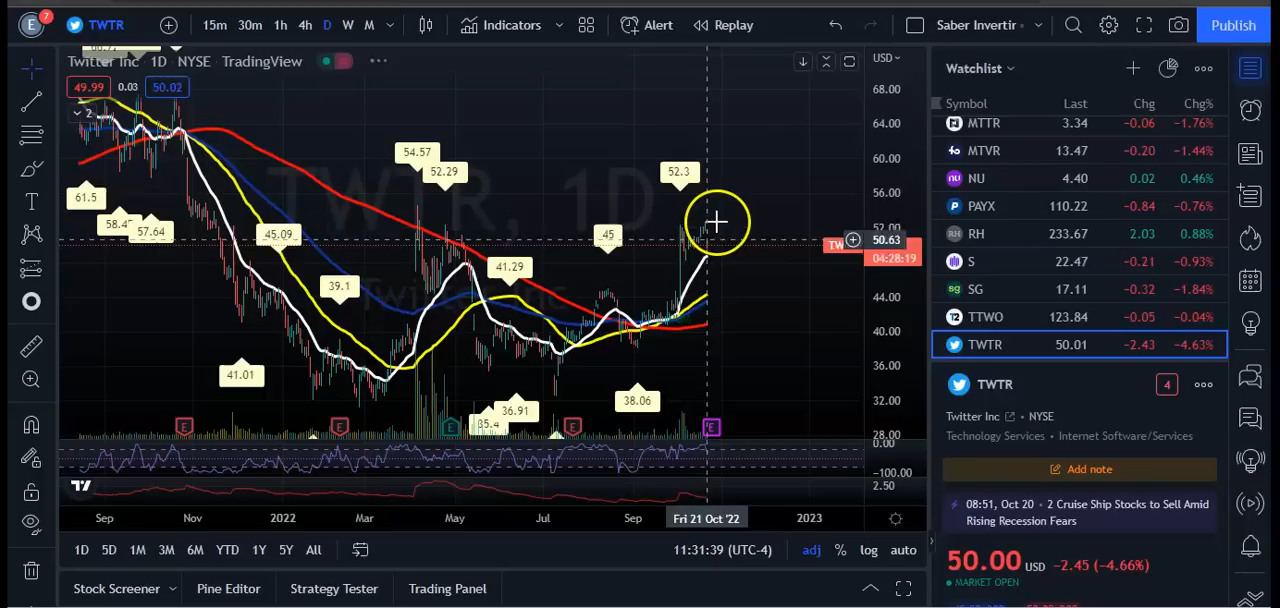 E 7 TWTR 15m 30m 1h 4h D W M Indicators Alert Replay Saber Invertir Publish
Twitter Inc 1D NYSE TradingView
USD
49.99 0.03 50.02
2
68.00
64.00
60.00
56.00
52.00
44.00
40.00
36.00
32.00
28.00
0.00
−100.00
2.50
TWTR, 1D
Twitter Inc
54.57
52.29
52.3
61.5
57.64
45.09
45
41.29
39.1
41.01
38.06
36.91
35.4
50.63
04:28:19
E E E E E
Sep Nov 2022 Mar May Jul Sep Fri 21 Oct '22 2023
1D 5D 1M 3M 6M YTD 1Y 5Y All 11:31:39 (UTC-4) adj % log auto
Stock Screener Pine Editor Strategy Tester Trading Panel
Watchlist
Symbol Last Chg Chg%
MTTR 3.34 −0.06 −1.76%
MTVR 13.47 −0.20 −1.44%
NU 4.40 0.02 0.46%
PAYX 110.22 −0.84 −0.76%
RH 233.67 2.03 0.88%
S 22.47 −0.21 −0.93%
SG 17.11 −0.32 −1.84%
TTWO 123.84 −0.05 −0.04%
TWTR 50.01 −2.43 −4.63%
TWTR 4
Twitter Inc • NYSE
Technology Services • Internet Software/Services
Add note
08:51, Oct 20 • 2 Cruise Ship Stocks to Sell Amid
Rising Recession Fears
50.00 USD −2.45 (−4.66%)
MARKET OPEN